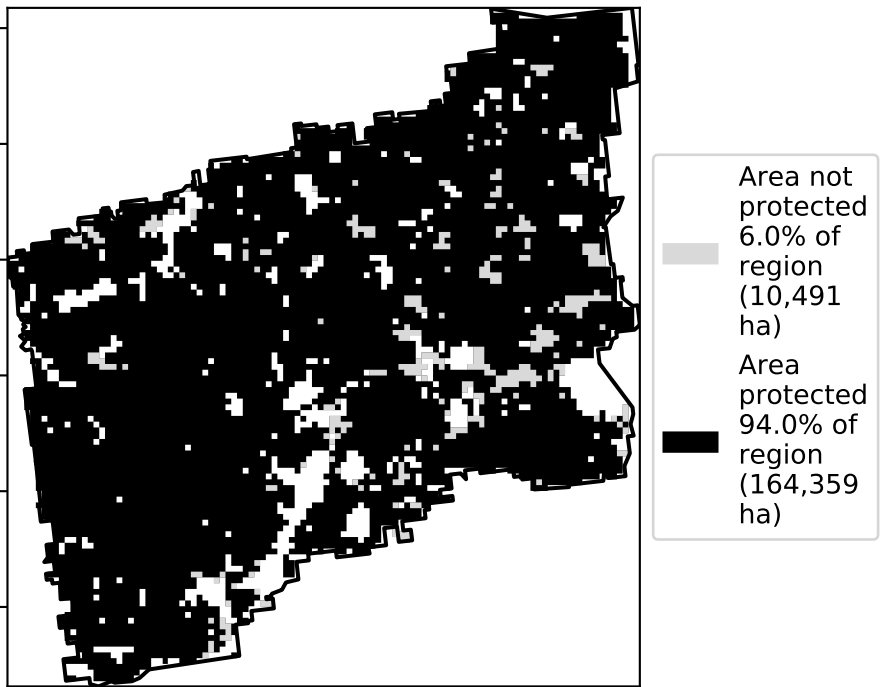 Area not
protected
6.0% of
region
(10,491
ha)
Area
protected
94.0% of
region
(164,359
ha)